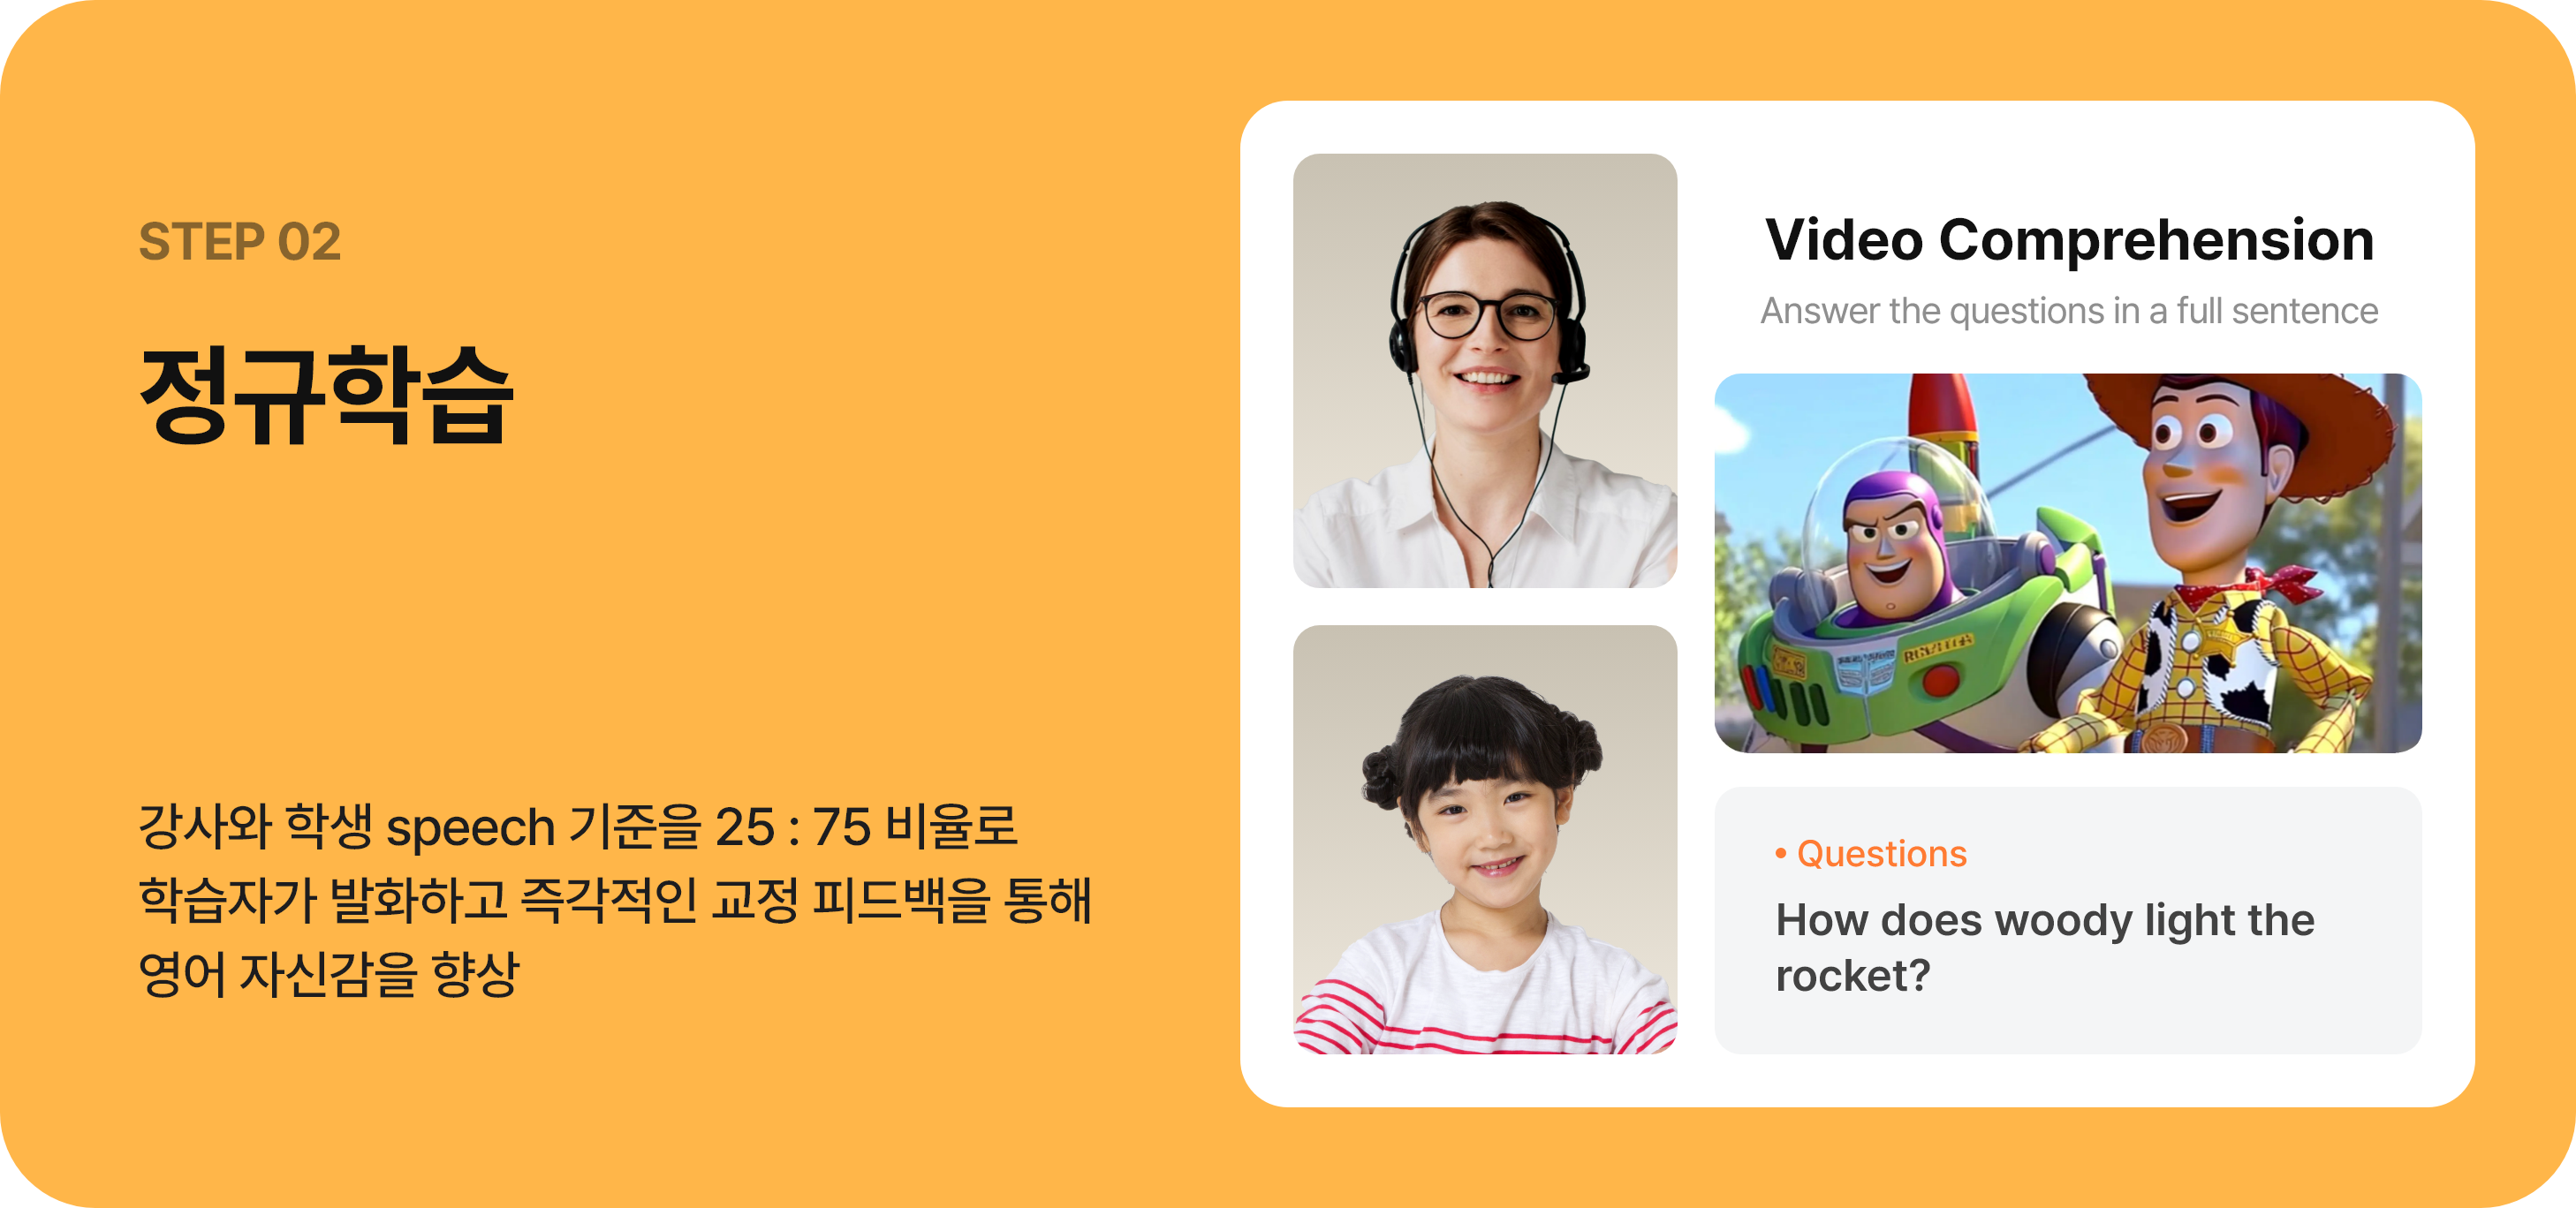 STEP 02
정규학습
강사와 학생 speech 기준을 25 : 75 비율로
학습자가 발화하고 즉각적인 교정 피드백을 통해
영어 자신감을 향상
Video Comprehension
Answer the questions in a full sentence
• Questions
How does woody light the
rocket?